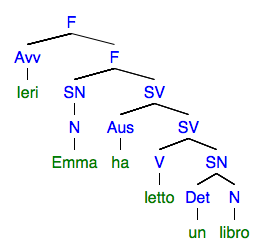 F
Avv F
Ieri SN SV
N Aus SV
Emma ha V SN
letto Det N
un libro